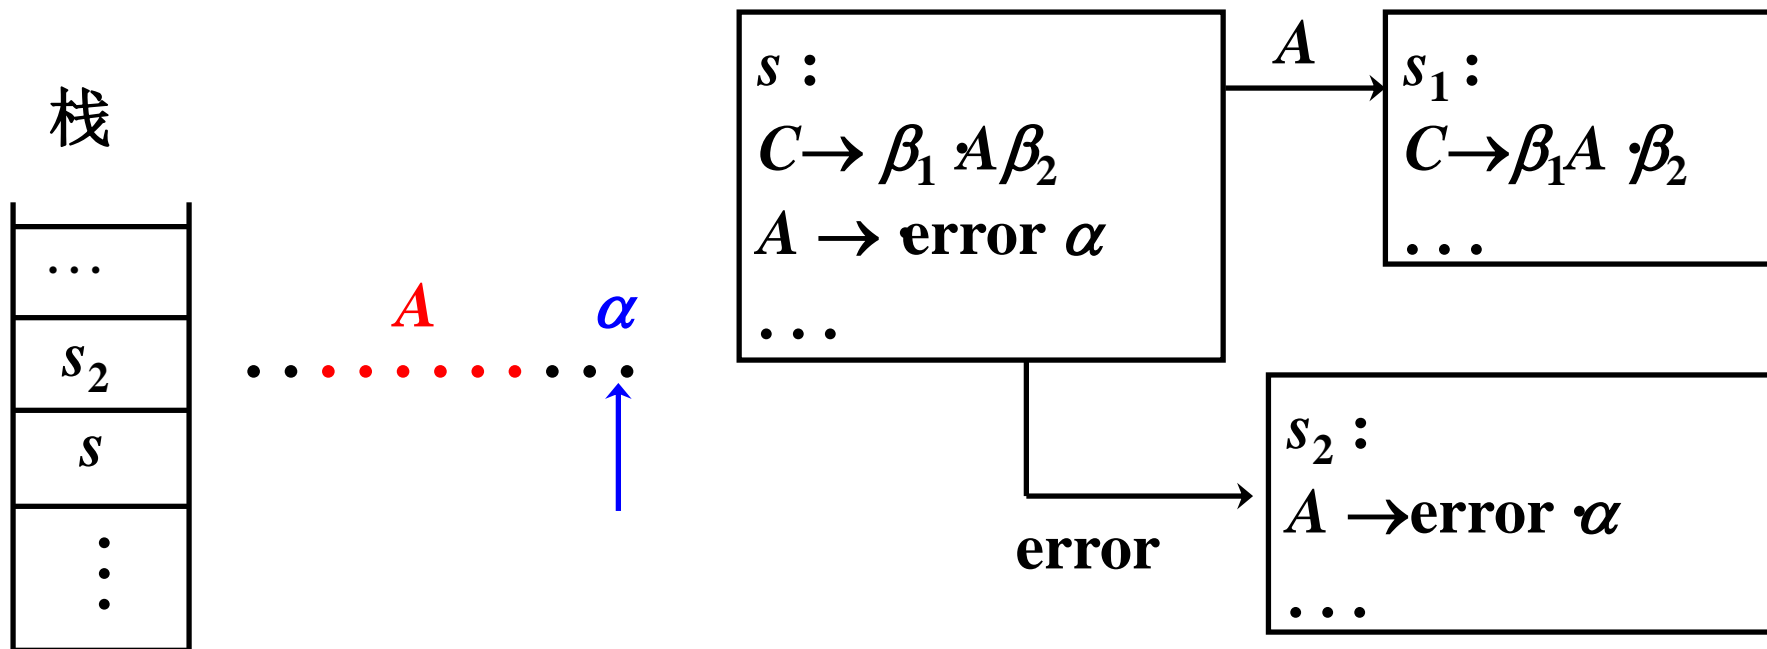 栈
...
s₂
s
⋮
A α
s :
C→ β₁ ·Aβ₂
A → ·error α
...
A
s₁ :
C→β₁A ·β₂
...
error
s₂ :
A →error ·α
...